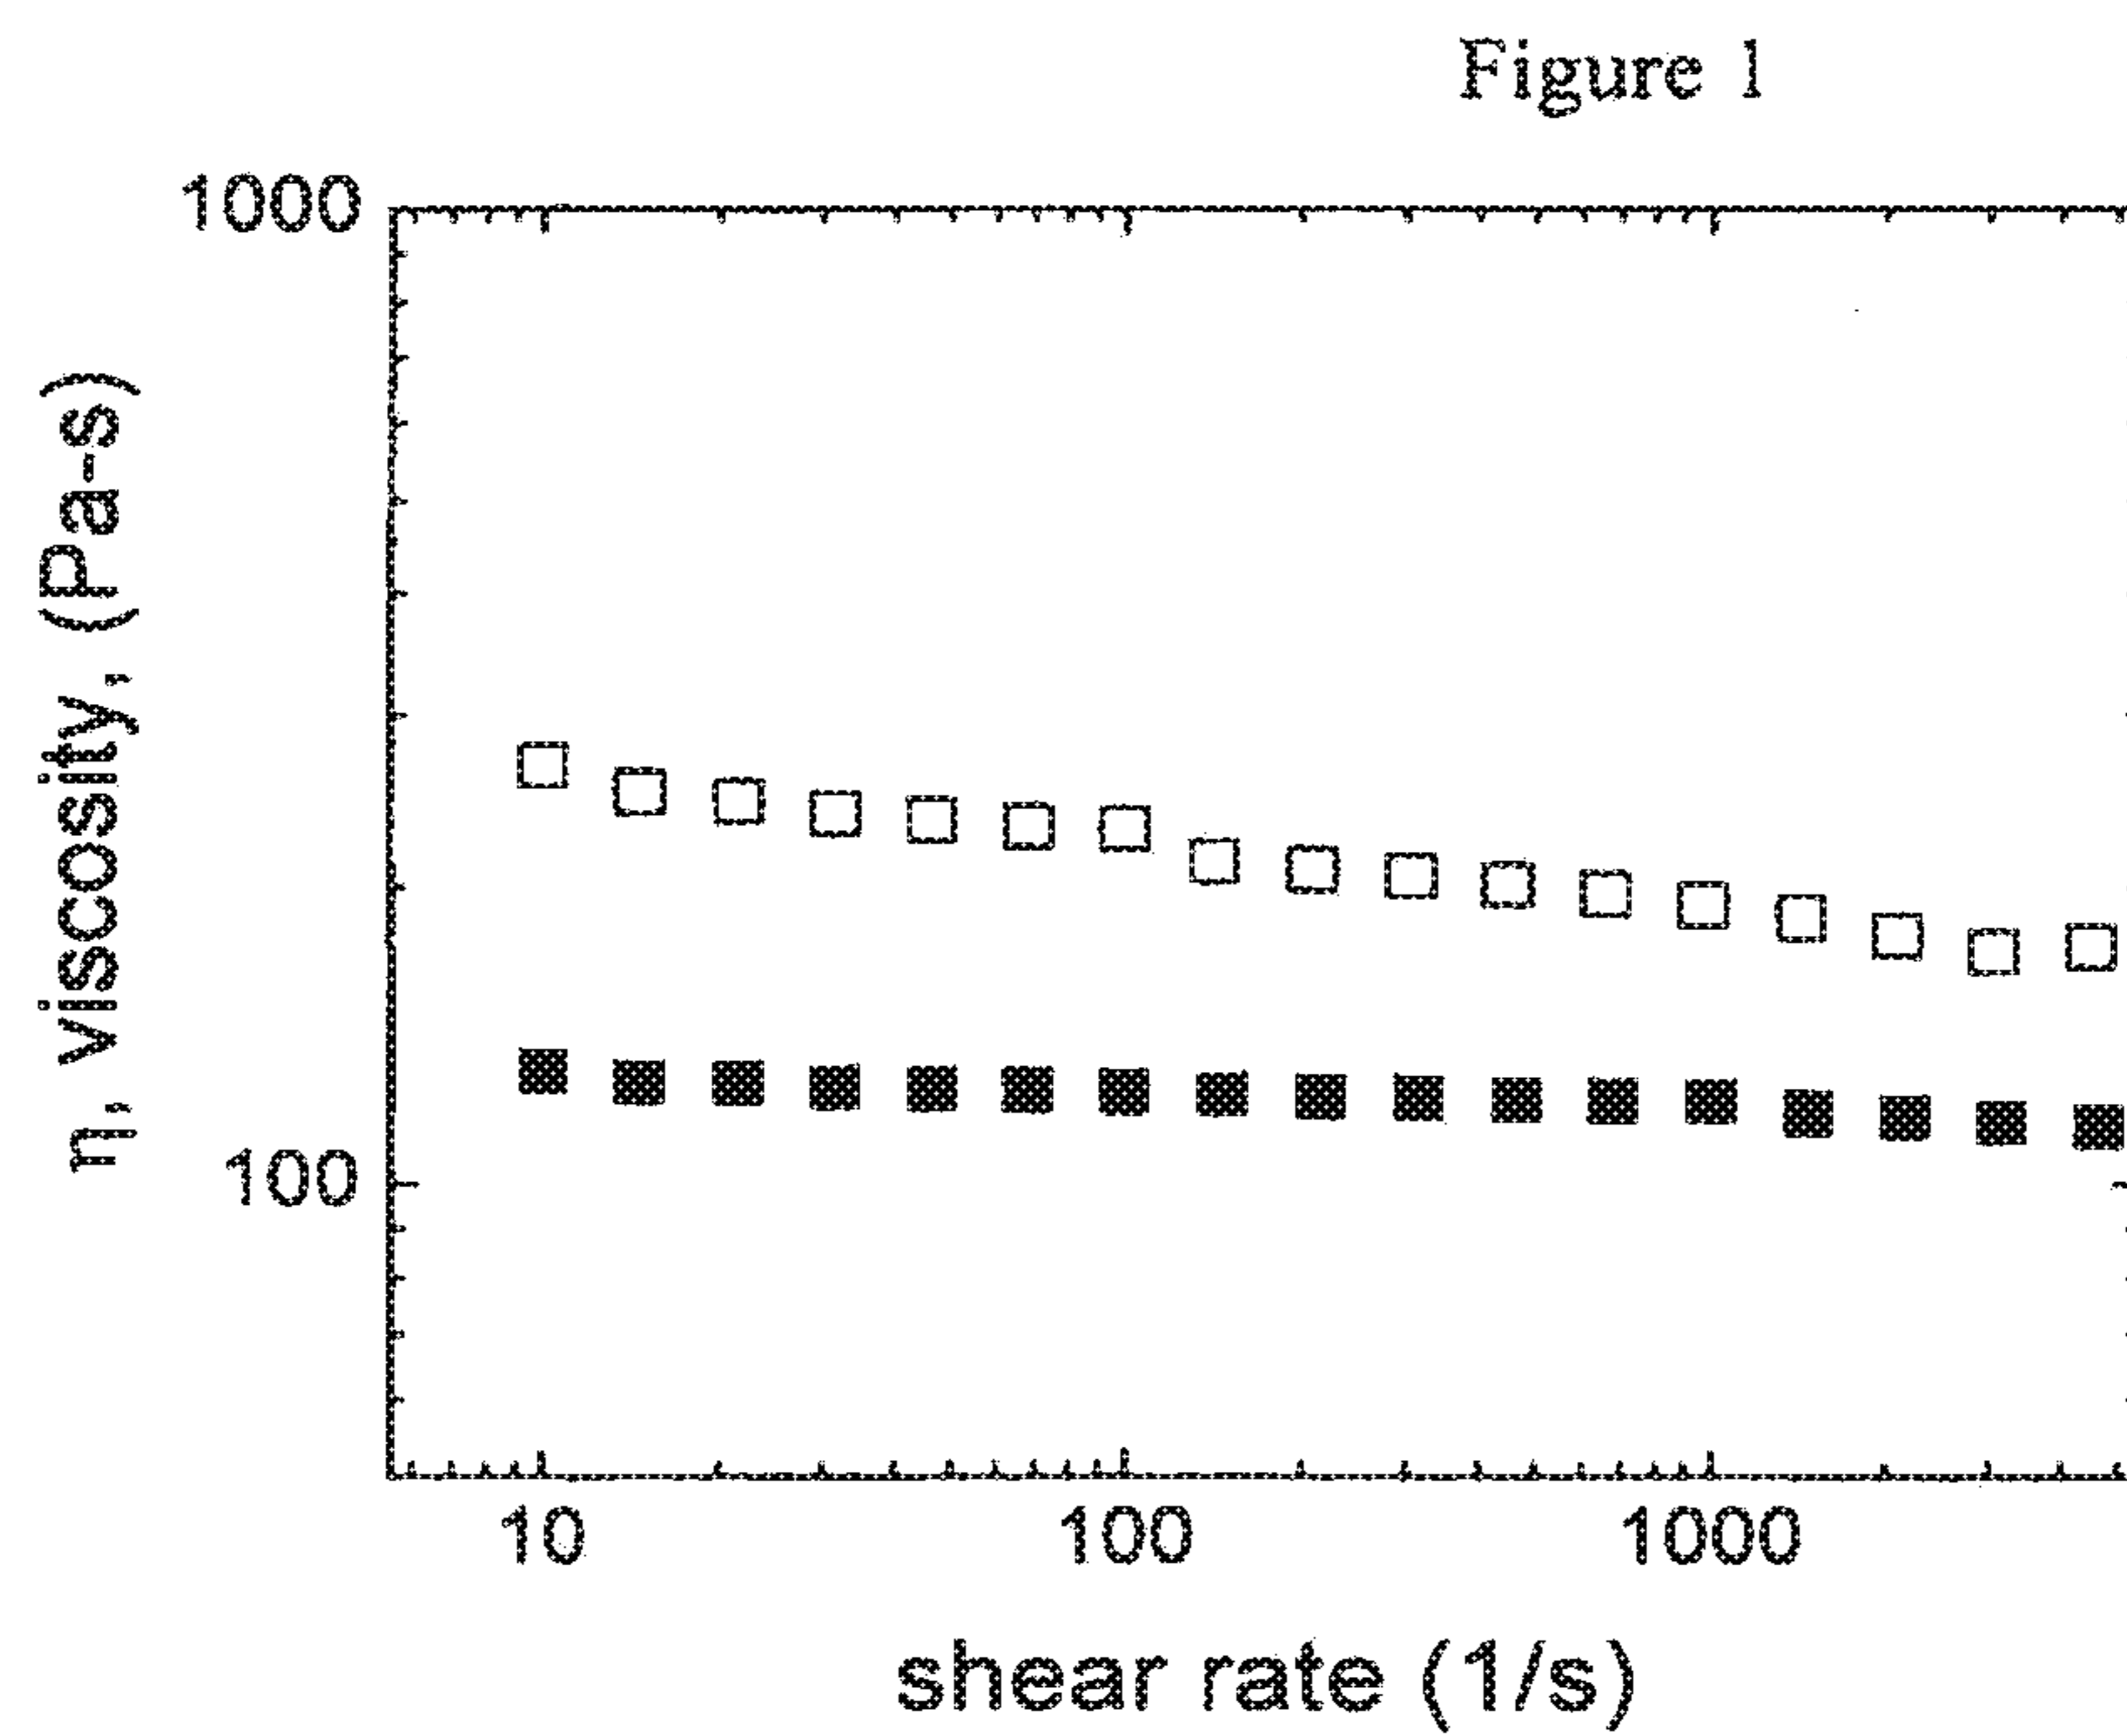 Figure 1
1000
η, viscosity, (Pa-s)
100
10 100 1000
shear rate (1/s)